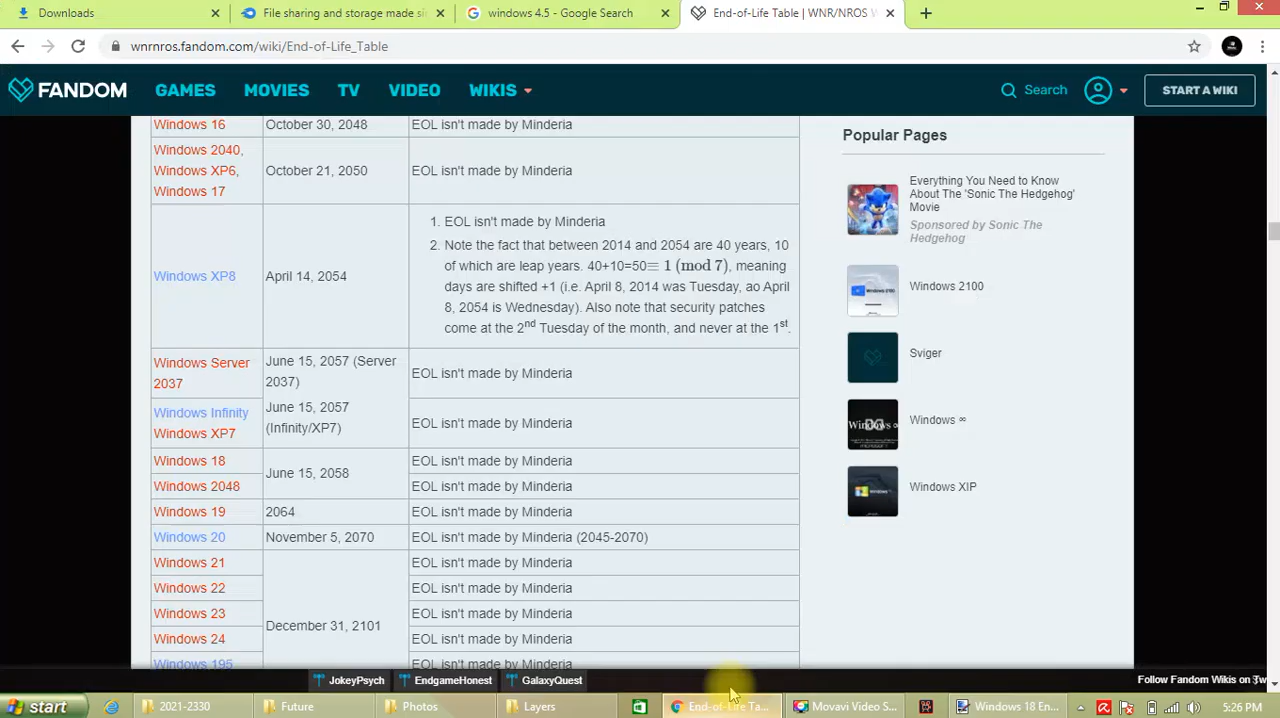 Downloads
File sharing and storage made si
windows 4.5 - Google Search
End-of-Life Table | WNR/NROS W
wnrnros.fandom.com/wiki/End-of-Life_Table
FANDOM GAMES MOVIES TV VIDEO WIKIS Search START A WIKI
Windows 16 October 30, 2048 EOL isn't made by Minderia
Windows 2040,
Windows XP6,
Windows 17
October 21, 2050
EOL isn't made by Minderia
Windows XP8
April 14, 2054
1. EOL isn't made by Minderia
2. Note the fact that between 2014 and 2054 are 40 years, 10
of which are leap years. 40+10=50≡ 1 (mod 7), meaning
days are shifted +1 (i.e. April 8, 2014 was Tuesday, ao April
8, 2054 is Wednesday). Also note that security patches
come at the 2nd Tuesday of the month, and never at the 1st.
Windows Server
2037
June 15, 2057 (Server
2037)
EOL isn't made by Minderia
Windows Infinity
Windows XP7
June 15, 2057
(Infinity/XP7)
EOL isn't made by Minderia
Windows 18
June 15, 2058
EOL isn't made by Minderia
Windows 2048
EOL isn't made by Minderia
Windows 19 2064 EOL isn't made by Minderia
Windows 20 November 5, 2070 EOL isn't made by Minderia (2045-2070)
Windows 21 EOL isn't made by Minderia
Windows 22 EOL isn't made by Minderia
Windows 23 EOL isn't made by Minderia
December 31, 2101
Windows 24 EOL isn't made by Minderia
Windows 195 EOL isn't made by Minderia
Popular Pages
Everything You Need to Know
About The 'Sonic The Hedgehog'
Movie
Sponsored by Sonic The
Hedgehog
Windows 2100
Sviger
Windows ∞
Windows XIP
JokeyPsych EndgameHonest GalaxyQuest
Follow Fandom Wikis on
start 2021-2330 Future Photos Layers End-of-Life Ta... Movavi Video S... Windows 18 En... 5:26 PM